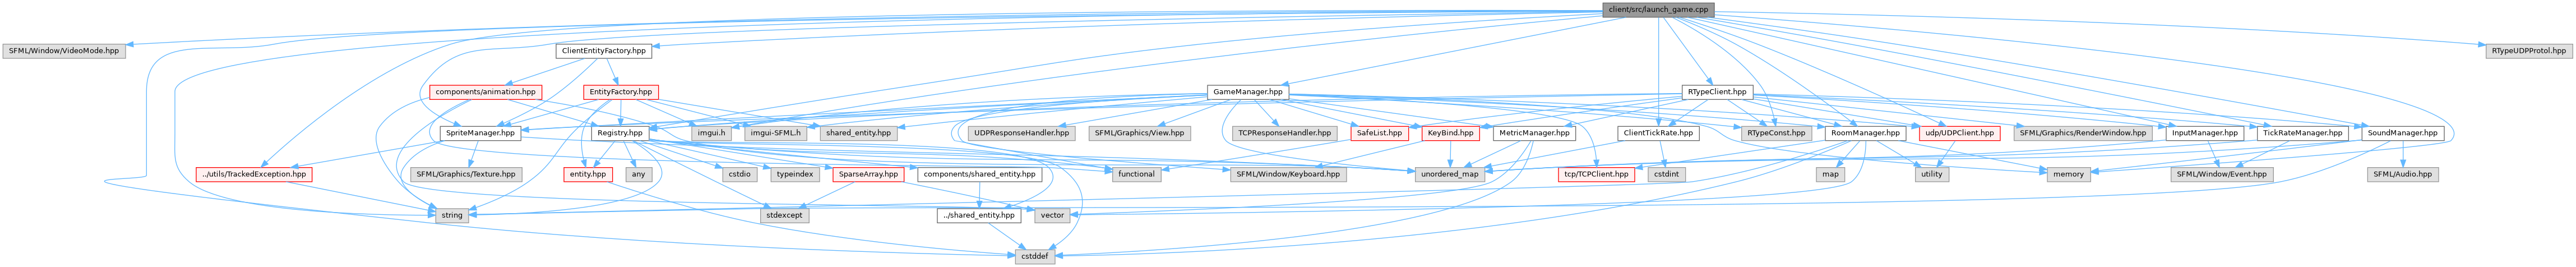 client/src/launch_game.cpp
SFML/Window/VideoMode.hpp
ClientEntityFactory.hpp
RTypeUDPProtol.hpp
components/animation.hpp
EntityFactory.hpp
GameManager.hpp
RTypeClient.hpp
SpriteManager.hpp
Registry.hpp
imgui.h
imgui-SFML.h
shared_entity.hpp
UDPResponseHandler.hpp
SFML/Graphics/View.hpp
TCPResponseHandler.hpp
SafeList.hpp
KeyBind.hpp
MetricManager.hpp
ClientTickRate.hpp
RTypeConst.hpp
RoomManager.hpp
udp/UDPClient.hpp
SFML/Graphics/RenderWindow.hpp
InputManager.hpp
TickRateManager.hpp
SoundManager.hpp
../utils/TrackedException.hpp
SFML/Graphics/Texture.hpp
entity.hpp
any
cstdio
typeindex
SparseArray.hpp
components/shared_entity.hpp
functional
SFML/Window/Keyboard.hpp
unordered_map
tcp/TCPClient.hpp
cstdint
map
utility
memory
SFML/Window/Event.hpp
SFML/Audio.hpp
string
stdexcept
../shared_entity.hpp
vector
cstddef